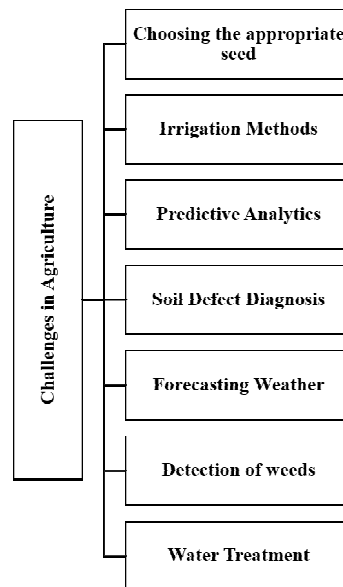 Choosing the appropriate
seed
Irrigation Methods
Predictive Analytics
Challenges in Agriculture
Soil Defect Diagnosis
Forecasting Weather
Detection of weeds
Water Treatment